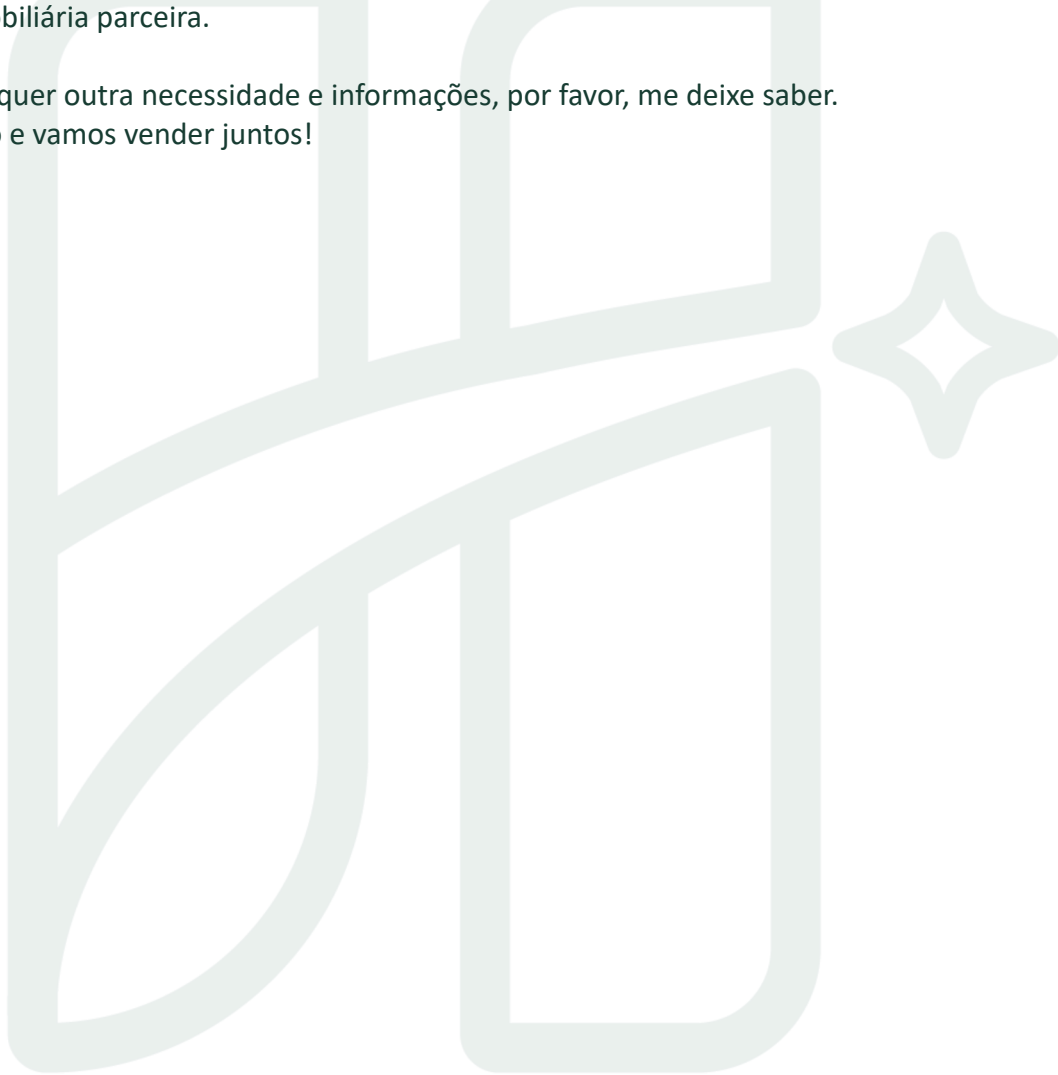 biliária parceira.
quer outra necessidade e informações, por favor, me deixe saber.
e vamos vender juntos!